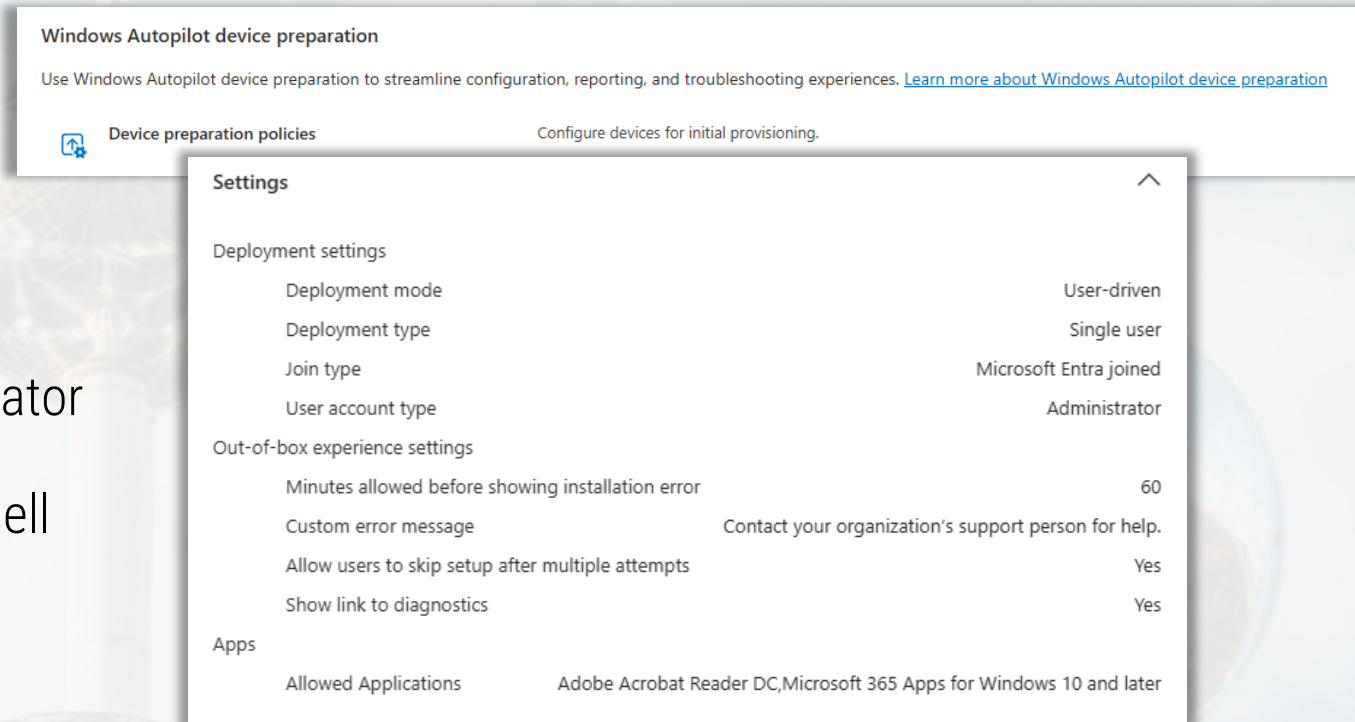 Windows Autopilot device preparation
Use Windows Autopilot device preparation to streamline configuration, reporting, and troubleshooting experiences. Learn more about Windows Autopilot device preparation
Device preparation policies Configure devices for initial provisioning.
Settings
Deployment settings
Deployment mode User-driven
Deployment type Single user
Join type Microsoft Entra joined
ator
User account type Administrator
Out-of-box experience settings
Minutes allowed before showing installation error 60
ell
Custom error message Contact your organization's support person for help.
Allow users to skip setup after multiple attempts Yes
Show link to diagnostics Yes
Apps
Allowed Applications Adobe Acrobat Reader DC,Microsoft 365 Apps for Windows 10 and later